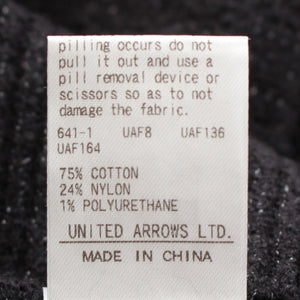 pilling occurs do not
pull it out and use a
pill removal device or
scissors so as to not
damage the fabric.
641-1 UAF8 UAF136
UAF164
75% COTTON
24% NYLON
1% POLYURETHANE
UNITED ARROWS LTD.
MADE IN CHINA